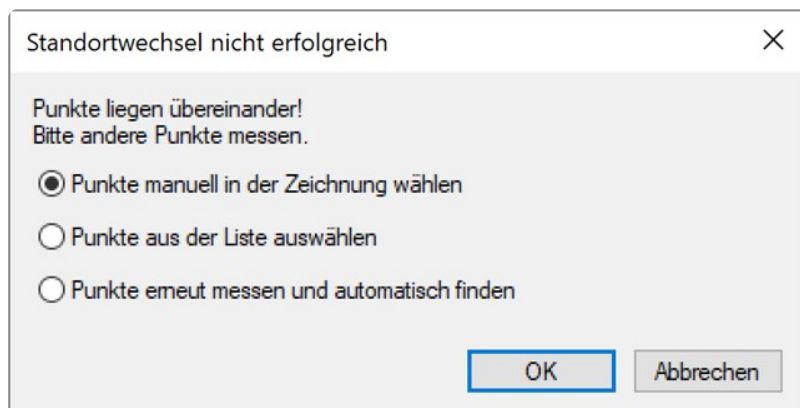 Standortwechsel nicht erfolgreich
Punkte liegen übereinander!
Bitte andere Punkte messen.
Punkte manuell in der Zeichnung wählen
Punkte aus der Liste auswählen
Punkte erneut messen und automatisch finden
OK Abbrechen